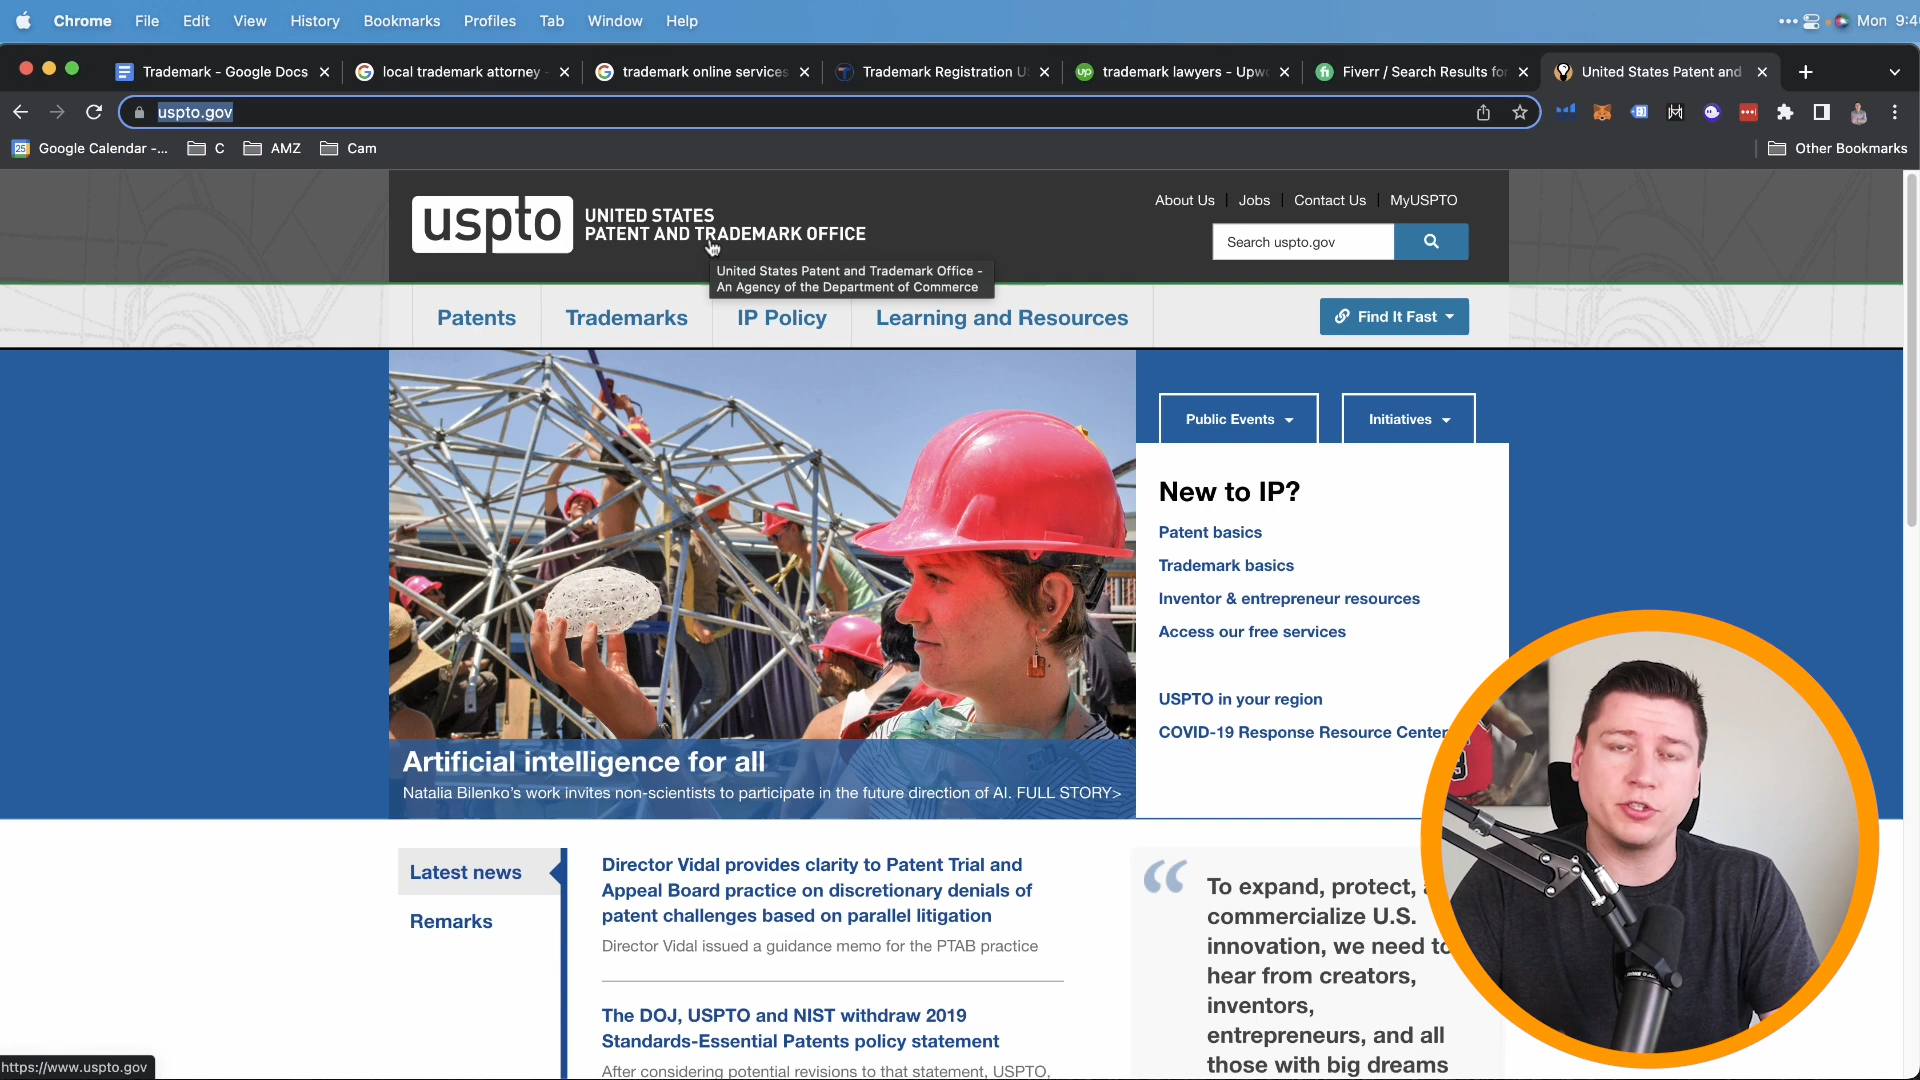 Chrome File Edit View History Bookmarks Profiles Tab Window Help
Mon 9:4
Trademark - Google Docs
local trademark attorney -
trademark online services
Trademark Registration U
trademark lawyers - Upw
Fiverr / Search Results for
United States Patent and
uspto.gov
25 Google Calendar -...
C
AMZ
Cam
Other Bookmarks
uspto UNITED STATES
PATENT AND TRADEMARK OFFICE
About Us | Jobs | Contact Us | MyUSPTO
Search uspto.gov
United States Patent and Trademark Office -
An Agency of the Department of Commerce
Patents
Trademarks
IP Policy
Learning and Resources
Find It Fast
Public Events
Initiatives
New to IP?
Patent basics
Trademark basics
Inventor & entrepreneur resources
Access our free services
USPTO in your region
COVID-19 Response Resource Center
Artificial intelligence for all
Natalia Bilenko's work invites non-scientists to participate in the future direction of AI. FULL STORY>
Latest news
Remarks
Director Vidal provides clarity to Patent Trial and
Appeal Board practice on discretionary denials of
patent challenges based on parallel litigation
Director Vidal issued a guidance memo for the PTAB practice
The DOJ, USPTO and NIST withdraw 2019
Standards-Essential Patents policy statement
After considering potential revisions to that statement, USPTO,
“ To expand, protect,
commercialize U.S.
innovation, we need to
hear from creators,
inventors,
entrepreneurs, and all
those with big dreams
https://www.uspto.gov